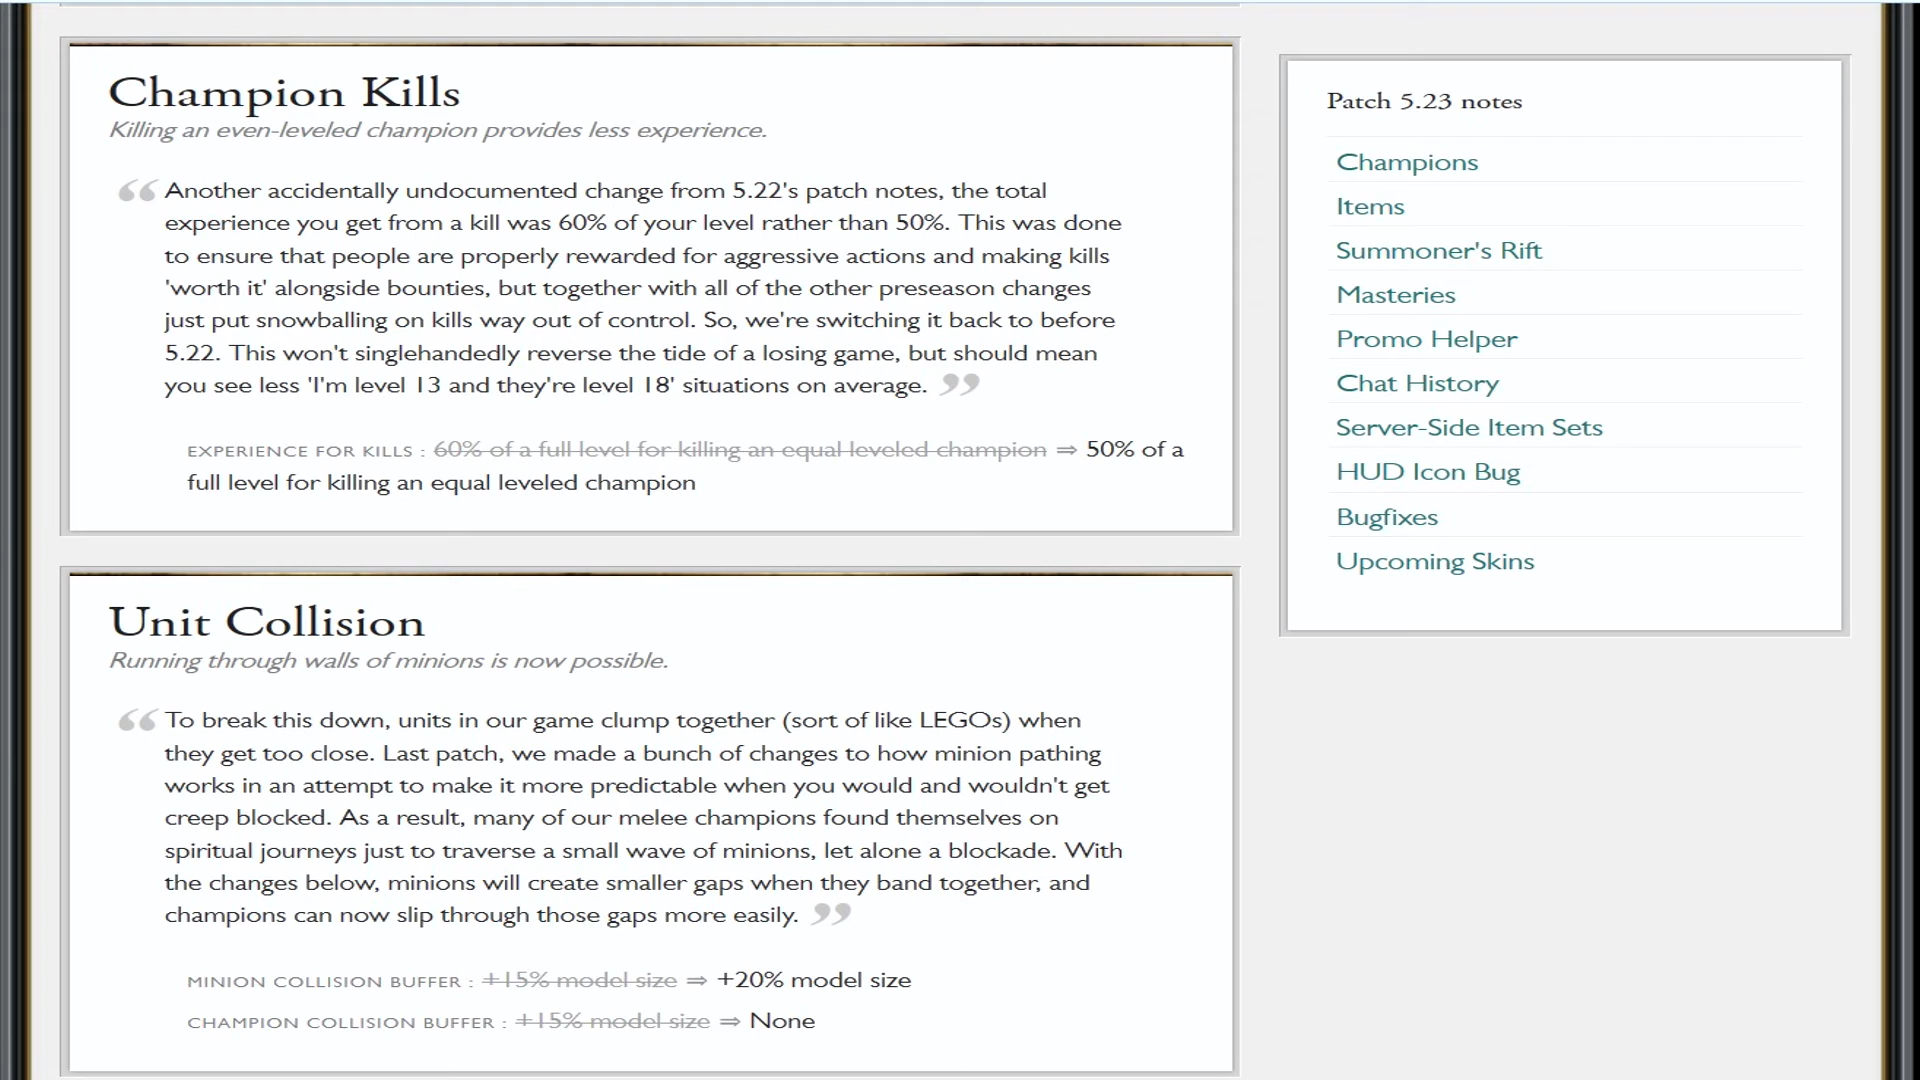 Champion Kills
Killing an even-leveled champion provides less experience.
“ Another accidentally undocumented change from 5.22's patch notes, the total
experience you get from a kill was 60% of your level rather than 50%. This was done
to ensure that people are properly rewarded for aggressive actions and making kills
'worth it' alongside bounties, but together with all of the other preseason changes
just put snowballing on kills way out of control. So, we're switching it back to before
5.22. This won't singlehandedly reverse the tide of a losing game, but should mean
you see less 'I'm level 13 and they're level 18' situations on average. ”
EXPERIENCE FOR KILLS : 60% of a full level for killing an equal leveled champion ⇒ 50% of a
full level for killing an equal leveled champion
Unit Collision
Running through walls of minions is now possible.
“ To break this down, units in our game clump together (sort of like LEGOs) when
they get too close. Last patch, we made a bunch of changes to how minion pathing
works in an attempt to make it more predictable when you would and wouldn't get
creep blocked. As a result, many of our melee champions found themselves on
spiritual journeys just to traverse a small wave of minions, let alone a blockade. With
the changes below, minions will create smaller gaps when they band together, and
champions can now slip through those gaps more easily. ”
MINION COLLISION BUFFER : +15% model size ⇒ +20% model size
CHAMPION COLLISION BUFFER : +15% model size ⇒ None
Patch 5.23 notes
Champions
Items
Summoner's Rift
Masteries
Promo Helper
Chat History
Server-Side Item Sets
HUD Icon Bug
Bugfixes
Upcoming Skins